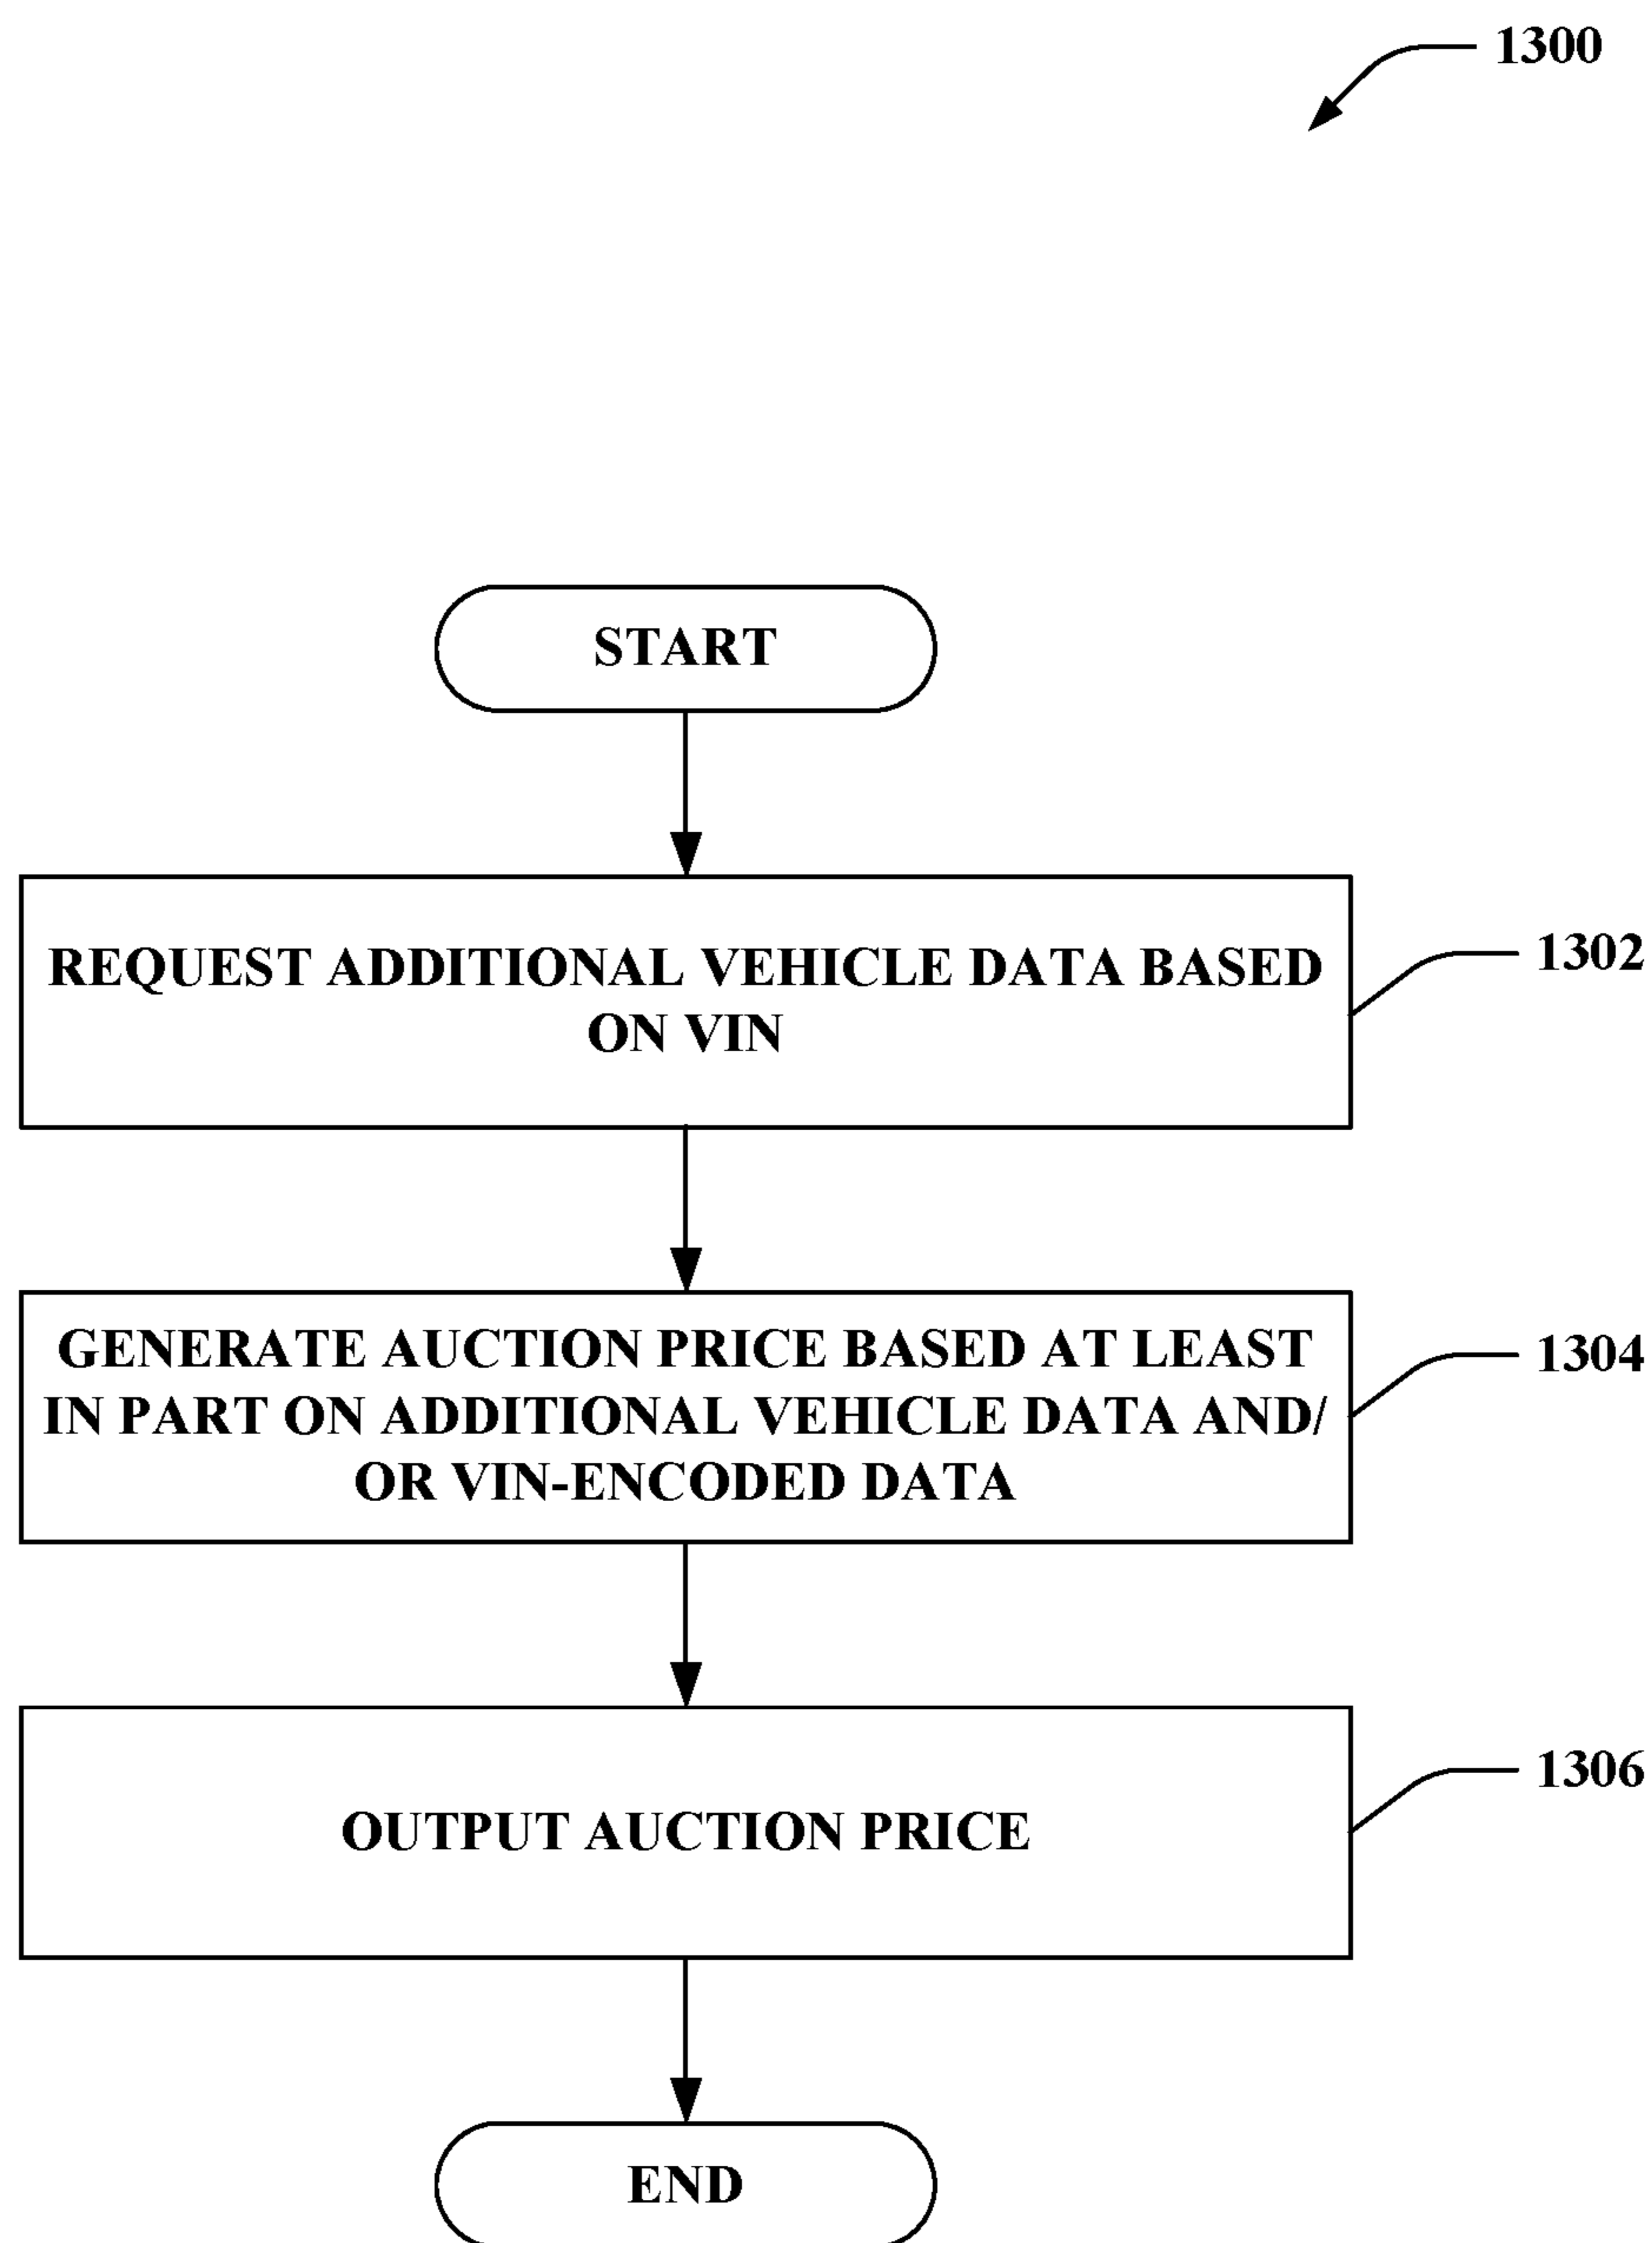 1300
START
REQUEST ADDITIONAL VEHICLE DATA BASED
ON VIN
1302
GENERATE AUCTION PRICE BASED AT LEAST
IN PART ON ADDITIONAL VEHICLE DATA AND/
OR VIN-ENCODED DATA
1304
OUTPUT AUCTION PRICE
1306
END